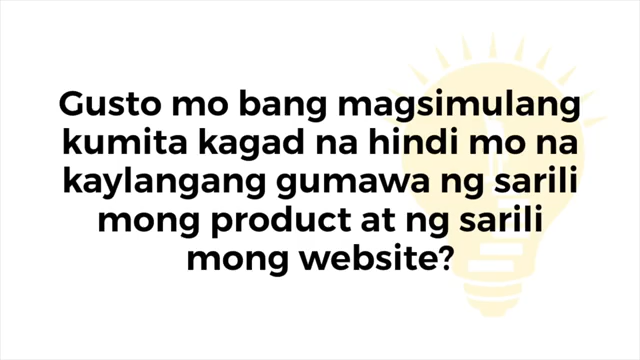 Gusto mo bang magsimulang
kumita kagad na hindi mo na
kaylangang gumawa ng sarili
mong product at ng sarili
mong website?